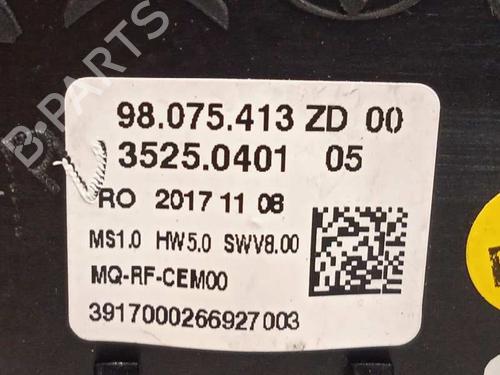 B-PARTS
98.075.413 ZD 00
3525.0401 05
RO 2017 11 08
MS1.0 HW5.0 SWV8.00
MQ-RF-CEM00
3917000266927003